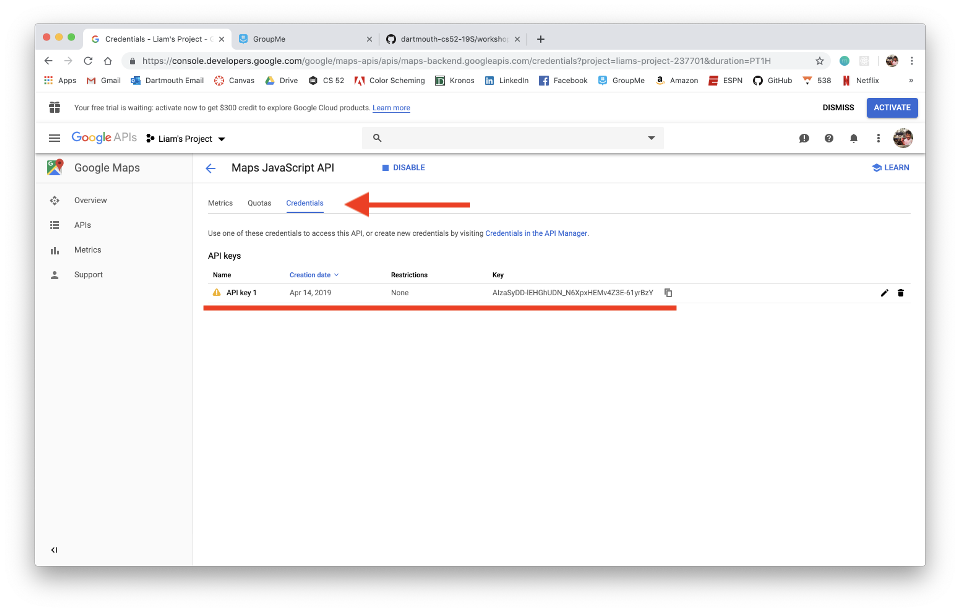 Credentials - Liam's Project - G
GroupMe
dartmouth-cs52-19S/workshop
https://console.developers.google.com/google/maps-apis/apis/maps-backend.googleapis.com/credentials?project=liams-project-237701&duration=PT1H
Apps Gmail Dartmouth Email Canvas Drive CS 52 Color Scheming Kronos LinkedIn Facebook GroupMe Amazon ESPN GitHub 538 Netflix »
Your free trial is waiting: activate now to get $300 credit to explore Google Cloud products. Learn more DISMISS ACTIVATE
Google APIs Liam's Project
Google Maps Maps JavaScript API DISABLE LEARN
Overview
APIs
Metrics
Support
Metrics Quotas Credentials
Use one of these credentials to access this API, or create new credentials by visiting Credentials in the API Manager.
API keys
Name Creation date Restrictions Key
API key 1 Apr 14, 2019 None